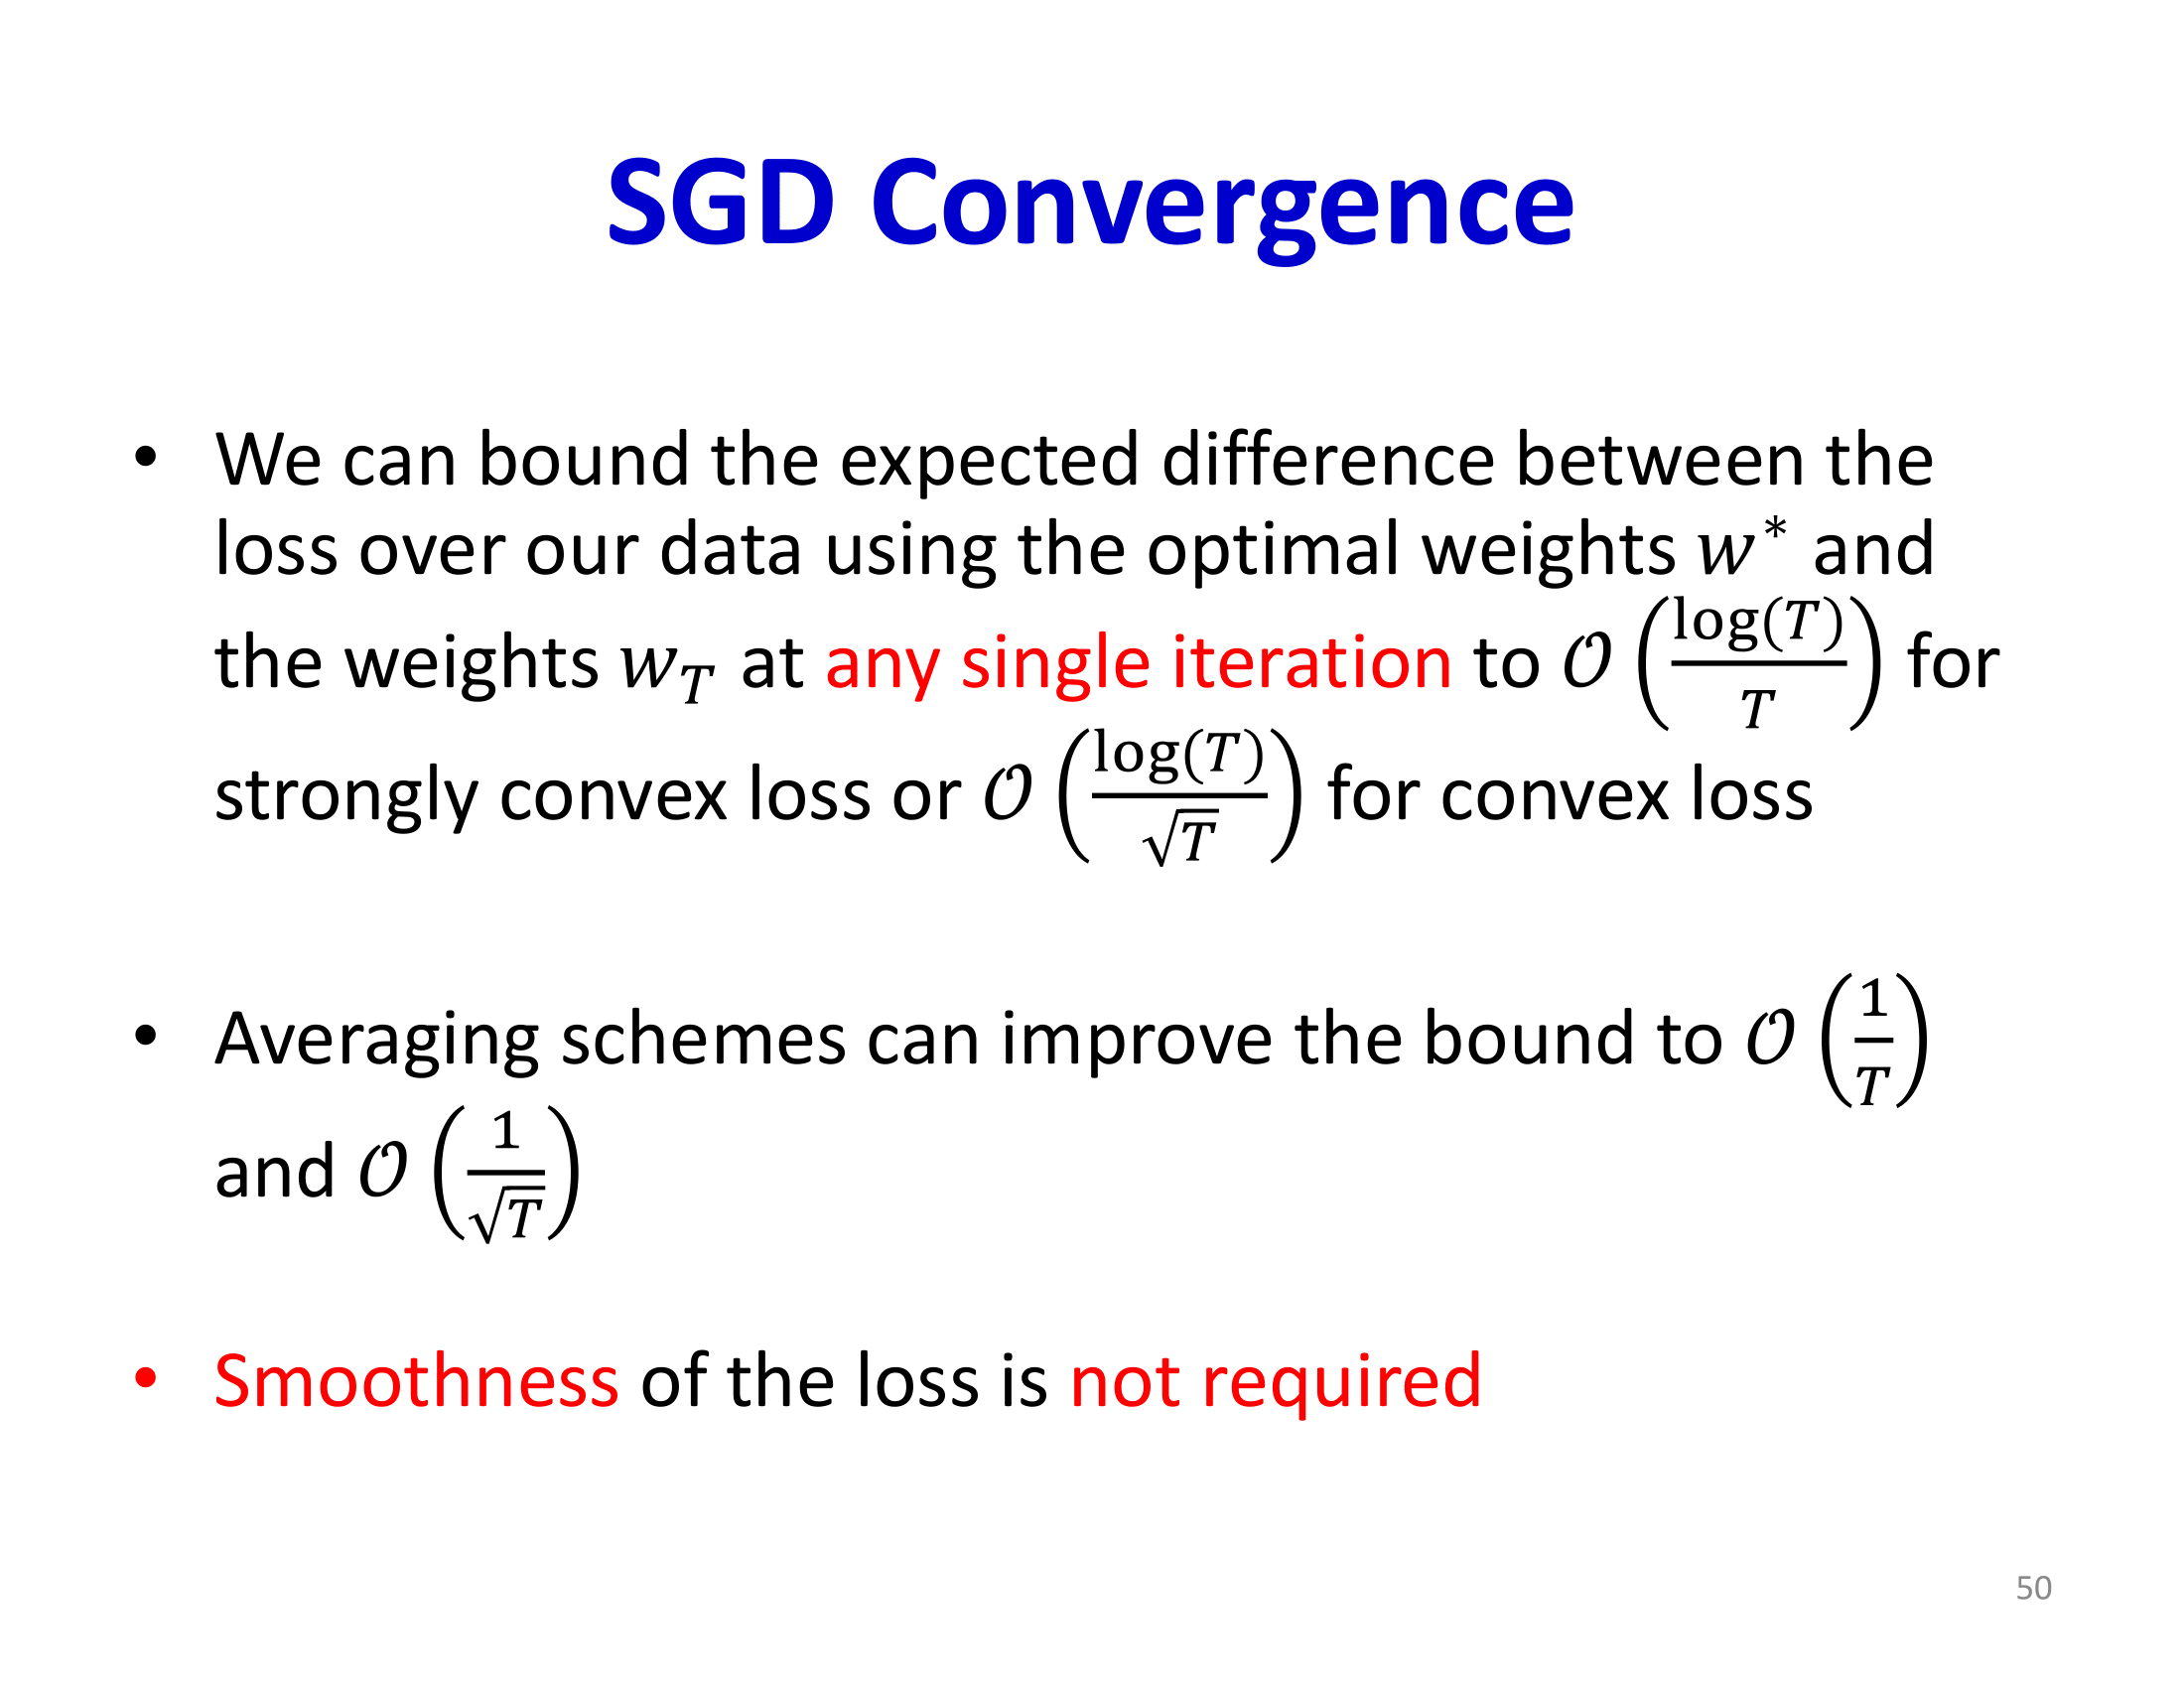 SGD Convergence
• We can bound the expected difference between the
loss over our data using the optimal weights $w^*$ and
the weights $w_T$ at any single iteration to $\mathcal{O}\left(\frac{\log(T)}{T}\right)$ for
strongly convex loss or $\mathcal{O}\left(\frac{\log(T)}{\sqrt{T}}\right)$ for convex loss
• Averaging schemes can improve the bound to $\mathcal{O}\left(\frac{1}{T}\right)$
and $\mathcal{O}\left(\frac{1}{\sqrt{T}}\right)$
• Smoothness of the loss is not required
50